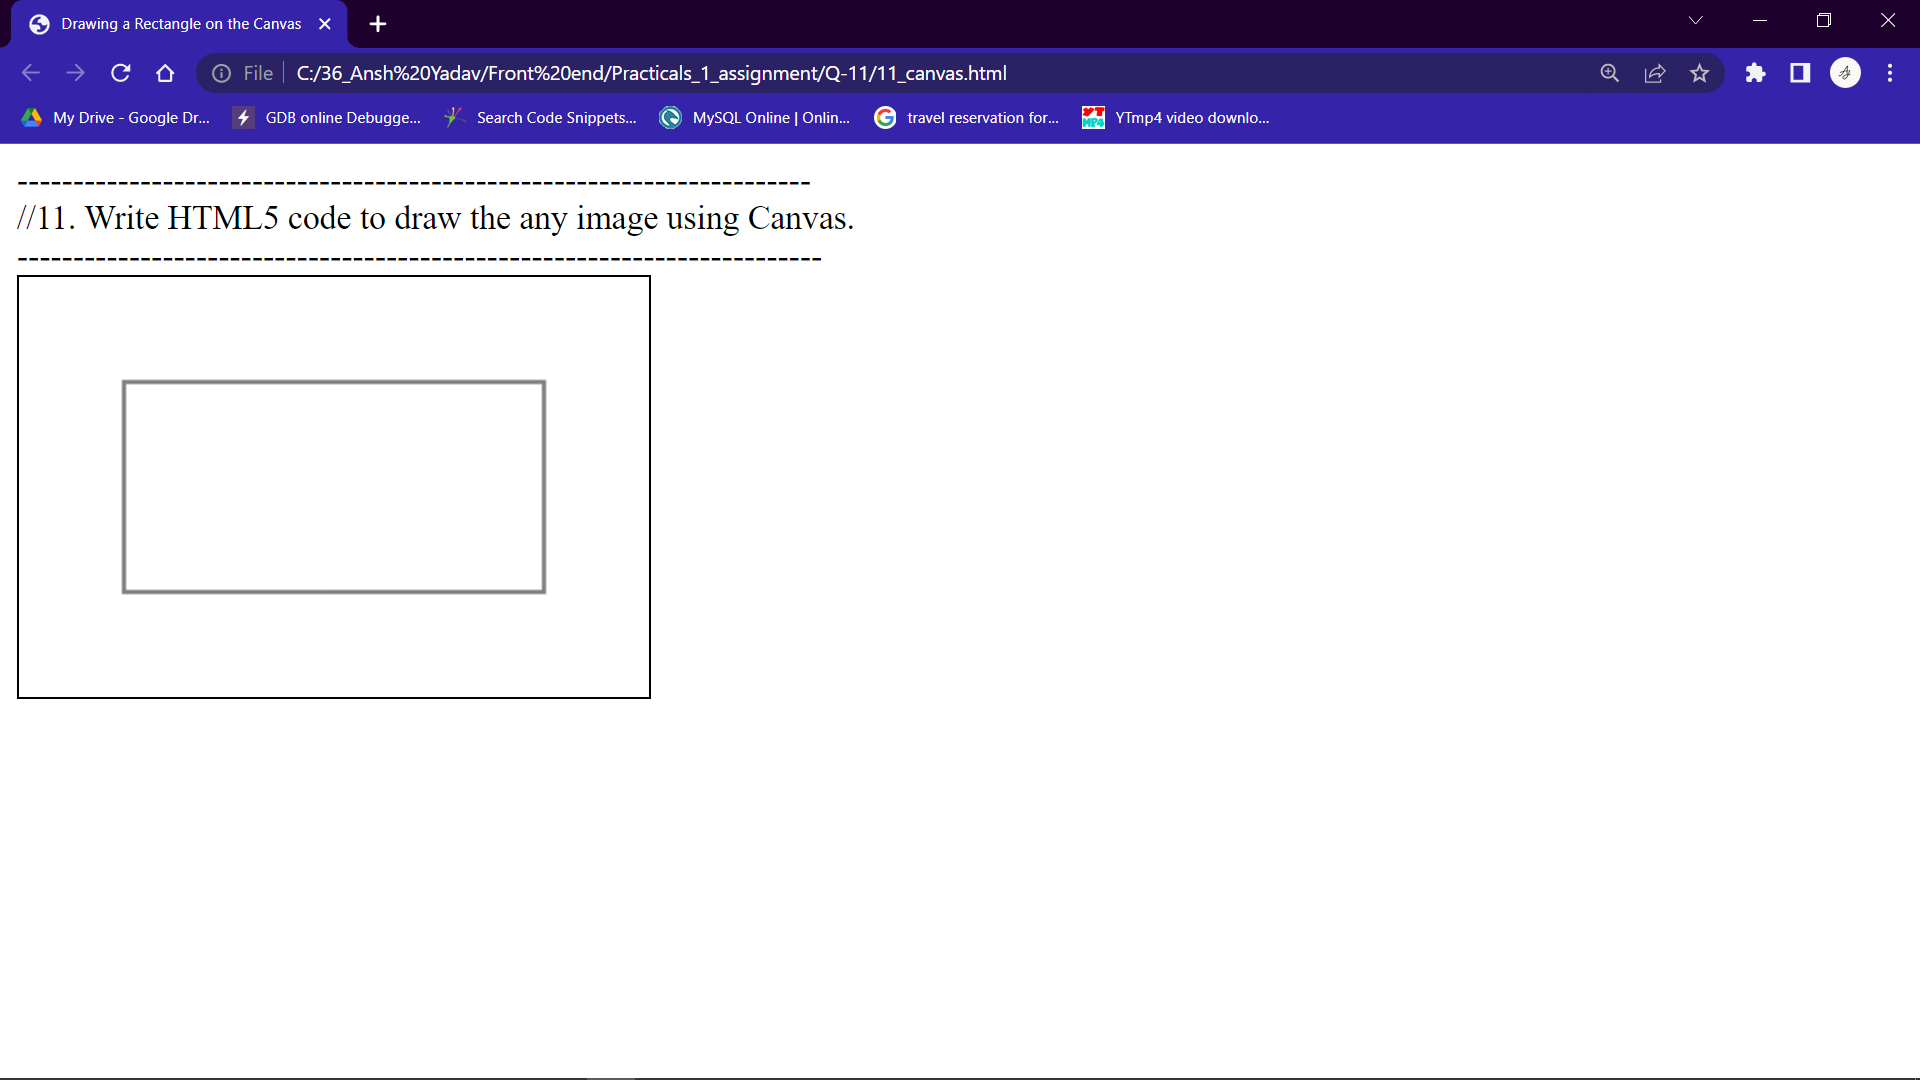 Drawing a Rectangle on the Canvas
File C:/36_Ansh%20Yadav/Front%20end/Practicals_1_assignment/Q-11/11_canvas.html
My Drive - Google Dr... GDB online Debugge... Search Code Snippets... MySQL Online | Onlin... travel reservation for... YT MP4 YTmp4 video downlo...
-----------------------------------------------------------------------
//11. Write HTML5 code to draw the any image using Canvas.
------------------------------------------------------------------------